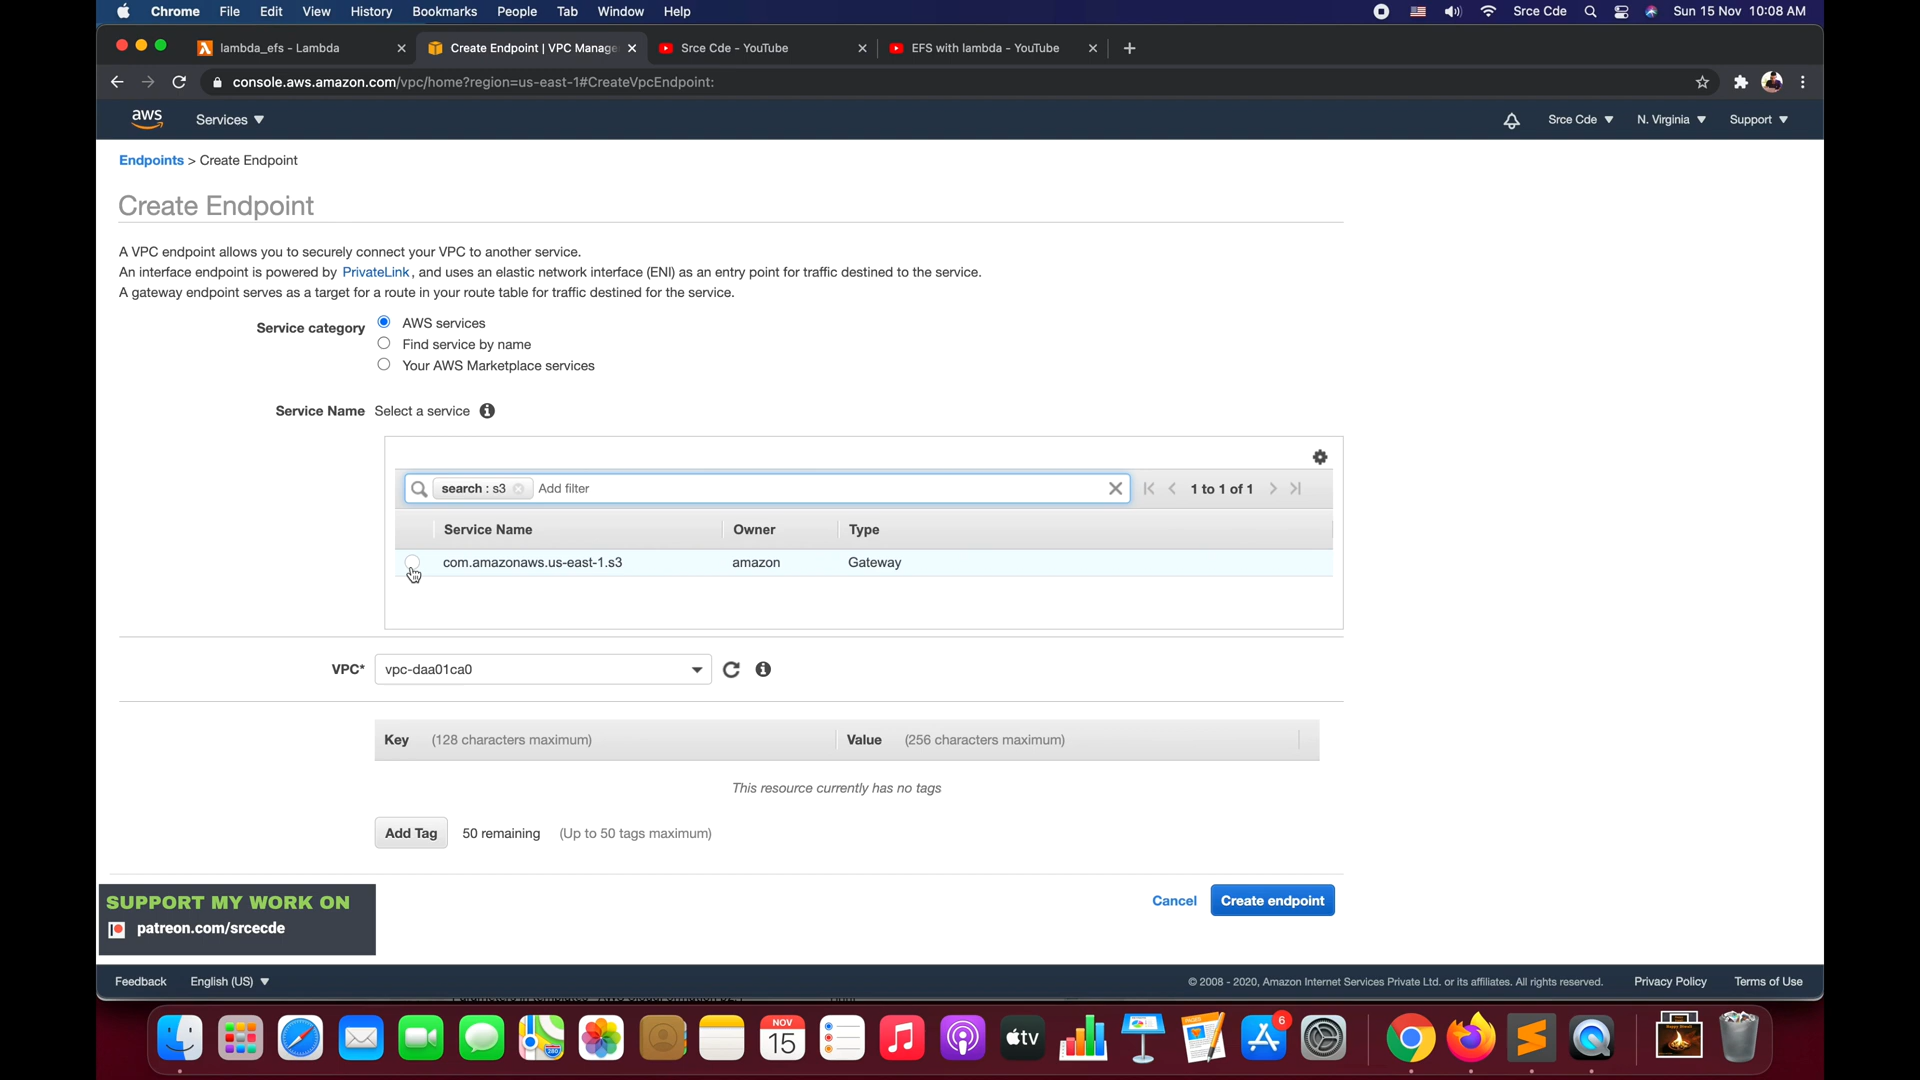 Chrome File Edit View History Bookmarks People Tab Window Help Srce Cde Sun 15 Nov 10:08 AM
lambda_efs - Lambda Create Endpoint | VPC Manage Srce Cde - YouTube EFS with lambda - YouTube
console.aws.amazon.com/vpc/home?region=us-east-1#CreateVpcEndpoint:
aws Services Srce Cde N. Virginia Support
Endpoints > Create Endpoint
Create Endpoint
A VPC endpoint allows you to securely connect your VPC to another service.
An interface endpoint is powered by PrivateLink, and uses an elastic network interface (ENI) as an entry point for traffic destined to the service.
A gateway endpoint serves as a target for a route in your route table for traffic destined for the service.
Service category AWS services
Find service by name
Your AWS Marketplace services
Service Name Select a service
search : s3 Add filter 1 to 1 of 1
Service Name Owner Type
com.amazonaws.us-east-1.s3 amazon Gateway
VPC* vpc-daa01ca0
Key (128 characters maximum) Value (256 characters maximum)
This resource currently has no tags
Add Tag 50 remaining (Up to 50 tags maximum)
Cancel Create endpoint
SUPPORT MY WORK ON
patreon.com/srcecde
Feedback English (US) © 2008 - 2020, Amazon Internet Services Private Ltd. or its affiliates. All rights reserved. Privacy Policy Terms of Use
NOV
15
tv
6